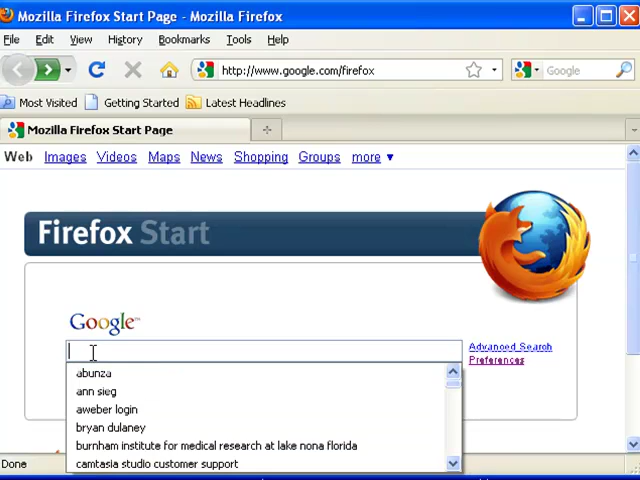 Mozilla Firefox Start Page - Mozilla Firefox
File Edit View History Bookmarks Tools Help
http://www.google.com/firefox Google
Most Visited Getting Started Latest Headlines
Mozilla Firefox Start Page
Web Images Videos Maps News Shopping Groups more ▼
Firefox Start
Google™
Advanced Search
Preferences
abunza
ann sieg
aweber login
bryan dulaney
burnham institute for medical research at lake nona florida
camtasia studio customer support
Done